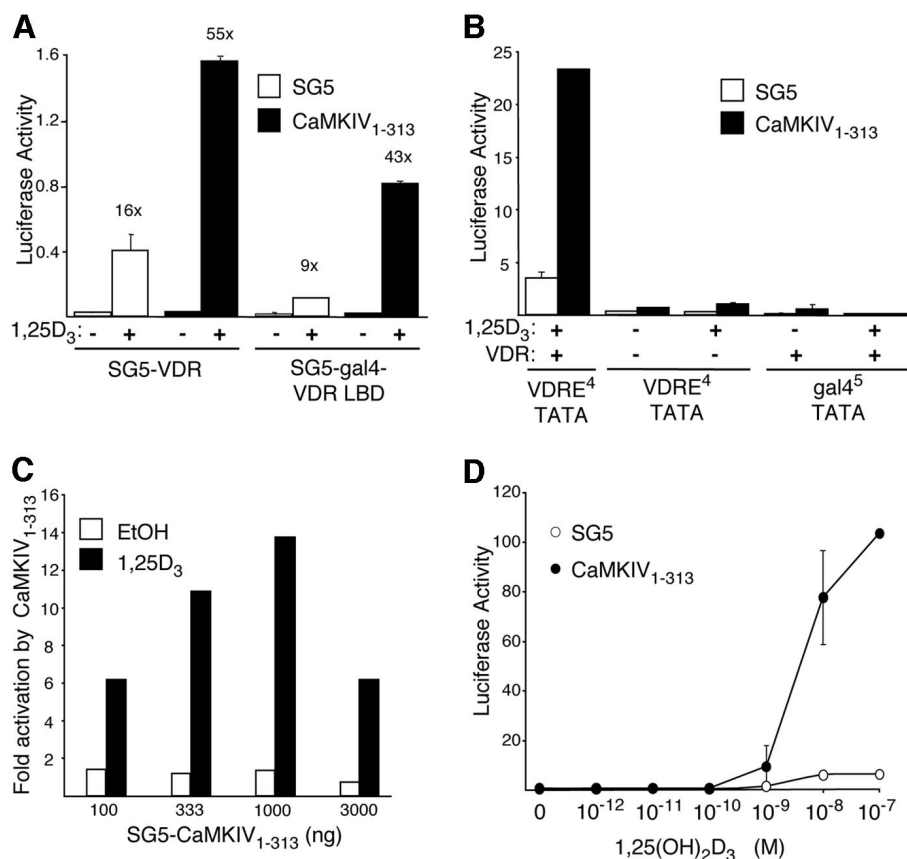 A
Luciferase Activity
1.6
1.2
0.8
0.4
16x
55x
9x
43x
SG5
CaMKIV1-313
1,25D3: - + - + - + - +
SG5-VDR
SG5-gal4-
VDR LBD
B
Luciferase Activity
25
20
15
10
5
SG5
CaMKIV1-313
1,25D3: + - + - +
VDR: + - - + +
VDRE4
TATA
VDRE4
TATA
gal45
TATA
C
Fold activation by CaMKIV1-313
16
14
12
10
8
6
4
2
EtOH
1,25D3
100 333 1000 3000
SG5-CaMKIV1-313 (ng)
D
Luciferase Activity
120
100
80
60
40
20
SG5
CaMKIV1-313
0 10-12 10-11 10-10 10-9 10-8 10-7
1,25(OH)2D3 (M)